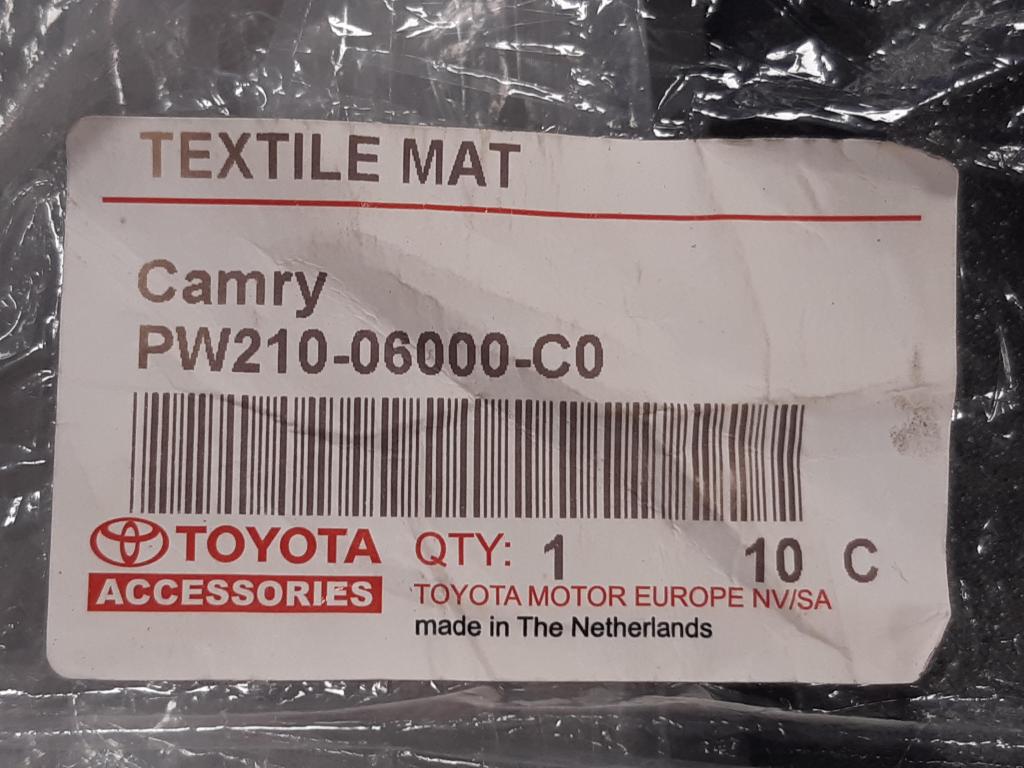 TEXTILE MAT
Camry
PW210-06000-C0
TOYOTA
ACCESSORIES
QTY: 1 10 C
TOYOTA MOTOR EUROPE NV/SA
made in The Netherlands